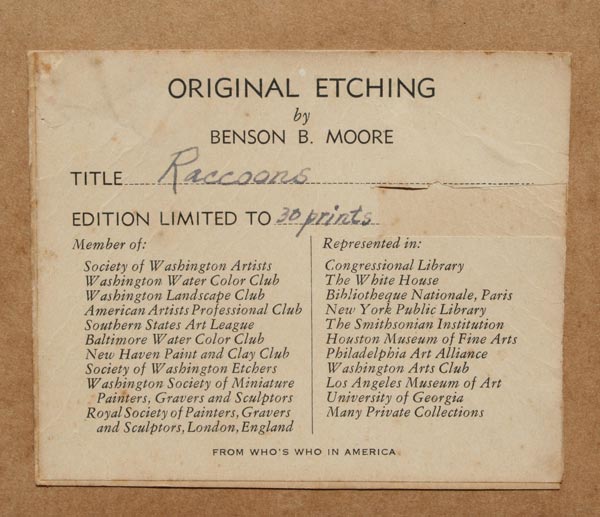 ORIGINAL ETCHING
by
BENSON B. MOORE
TITLE Raccoons
EDITION LIMITED TO 30 prints
Member of:
Society of Washington Artists
Washington Water Color Club
Washington Landscape Club
American Artists Professional Club
Southern States Art League
Baltimore Water Color Club
New Haven Paint and Clay Club
Society of Washington Etchers
Washington Society of Miniature
Painters, Gravers and Sculptors
Royal Society of Painters, Gravers
and Sculptors, London, England
Represented in:
Congressional Library
The White House
Bibliotheque Nationale, Paris
New York Public Library
The Smithsonian Institution
Houston Museum of Fine Arts
Philadelphia Art Alliance
Washington Arts Club
Los Angeles Museum of Art
University of Georgia
Many Private Collections
FROM WHO'S WHO IN AMERICA